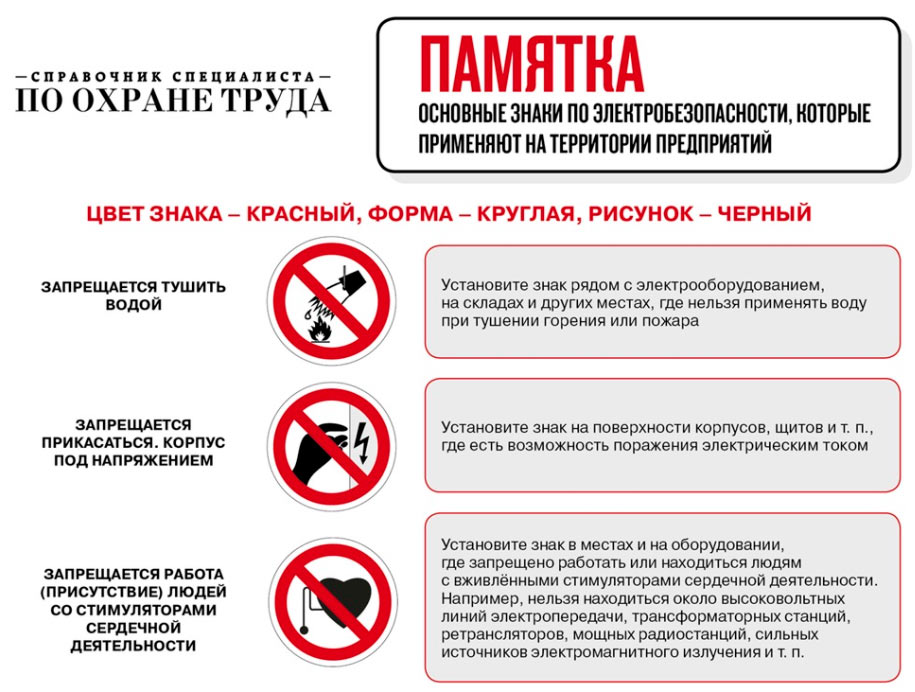 СПРАВОЧНИК СПЕЦИАЛИСТА
ПО ОХРАНЕ ТРУДА
ПАМЯТКА
ОСНОВНЫЕ ЗНАКИ ПО ЭЛЕКТРОБЕЗОПАСНОСТИ, КОТОРЫЕ
ПРИМЕНЯЮТ НА ТЕРРИТОРИИ ПРЕДПРИЯТИЙ
ЦВЕТ ЗНАКА – КРАСНЫЙ, ФОРМА – КРУГЛАЯ, РИСУНОК – ЧЕРНЫЙ
ЗАПРЕЩАЕТСЯ ТУШИТЬ
ВОДОЙ
Установите знак рядом с электрооборудованием,
на складах и других местах, где нельзя применять воду
при тушении горения или пожара
ЗАПРЕЩАЕТСЯ
ПРИКАСАТЬСЯ. КОРПУС
ПОД НАПРЯЖЕНИЕМ
Установите знак на поверхности корпусов, щитов и т. п.,
где есть возможность поражения электрическим током
ЗАПРЕЩАЕТСЯ РАБОТА
(ПРИСУТСТВИЕ) ЛЮДЕЙ
СО СТИМУЛЯТОРАМИ
СЕРДЕЧНОЙ
ДЕЯТЕЛЬНОСТИ
Установите знак в местах и на оборудовании,
где запрещено работать или находиться людям
с вживлёнными стимуляторами сердечной деятельности.
Например, нельзя находиться около высоковольтных
линий электропередачи, трансформаторных станций,
ретрансляторов, мощных радиостанций, сильных
источников электромагнитного излучения и т. п.